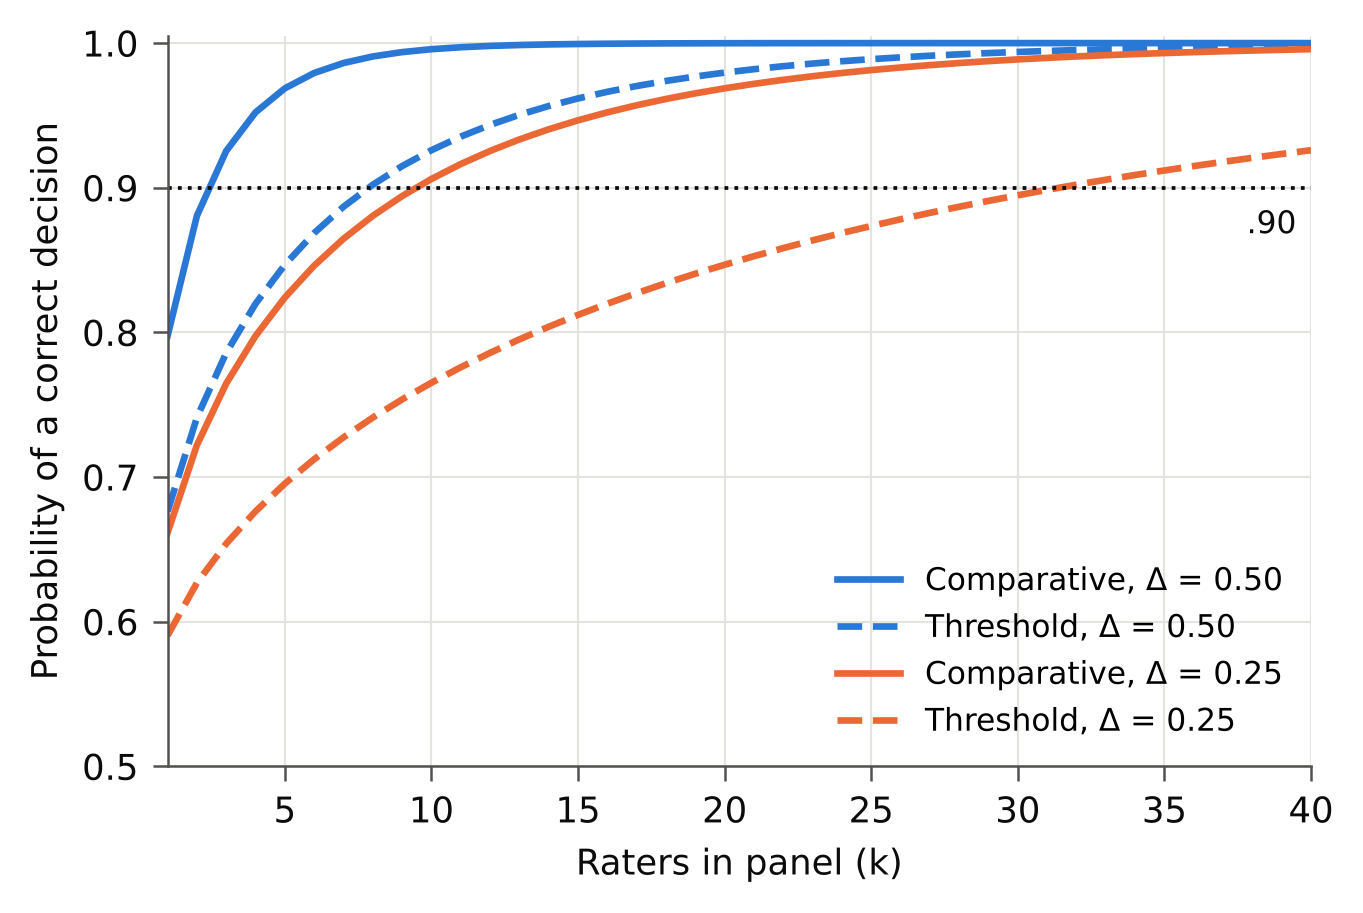 1.0
0.9
0.8
0.7
0.6
0.5
Probability of a correct decision
.90
Comparative, Δ = 0.50
Threshold, Δ = 0.50
Comparative, Δ = 0.25
Threshold, Δ = 0.25
5 10 15 20 25 30 35 40
Raters in panel (k)